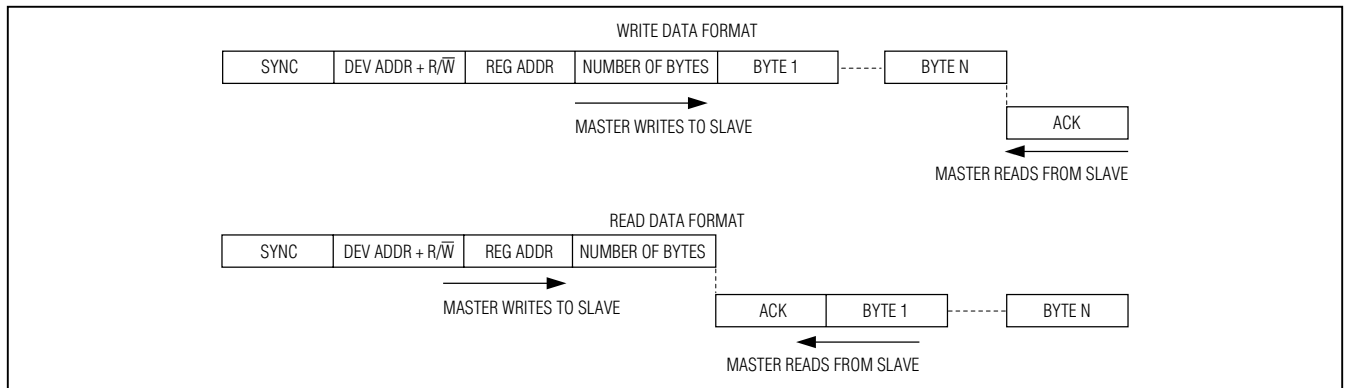 WRITE DATA FORMAT
SYNC DEV ADDR + R/W̅ REG ADDR NUMBER OF BYTES BYTE 1 BYTE N
MASTER WRITES TO SLAVE
ACK
MASTER READS FROM SLAVE
READ DATA FORMAT
SYNC DEV ADDR + R/W̅ REG ADDR NUMBER OF BYTES
MASTER WRITES TO SLAVE
ACK BYTE 1 BYTE N
MASTER READS FROM SLAVE